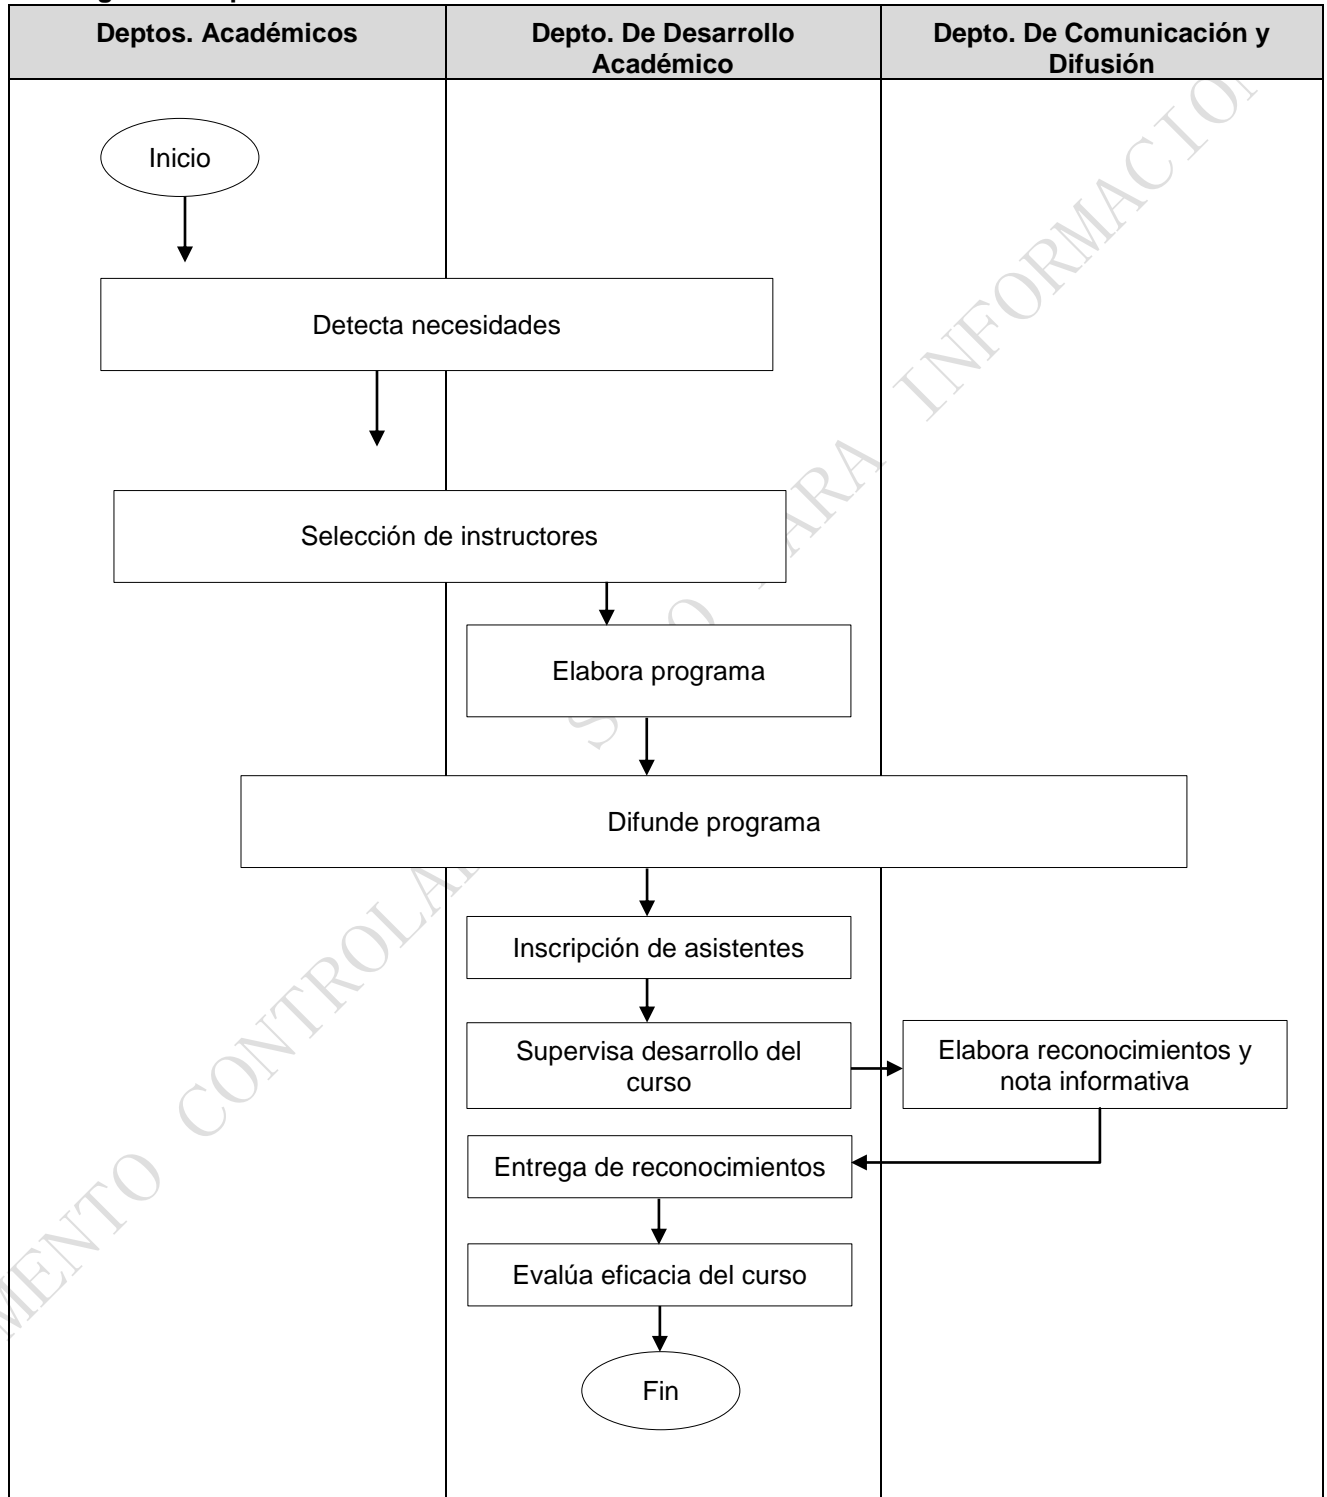 Deptos. Académicos
Depto. De Desarrollo
Académico
Depto. De Comunicación y
Difusión
Inicio
Detecta necesidades
Selección de instructores
Elabora programa
Difunde programa
Inscripción de asistentes
Supervisa desarrollo del
curso
Elabora reconocimientos y
nota informativa
Entrega de reconocimientos
Evalúa eficacia del curso
Fin